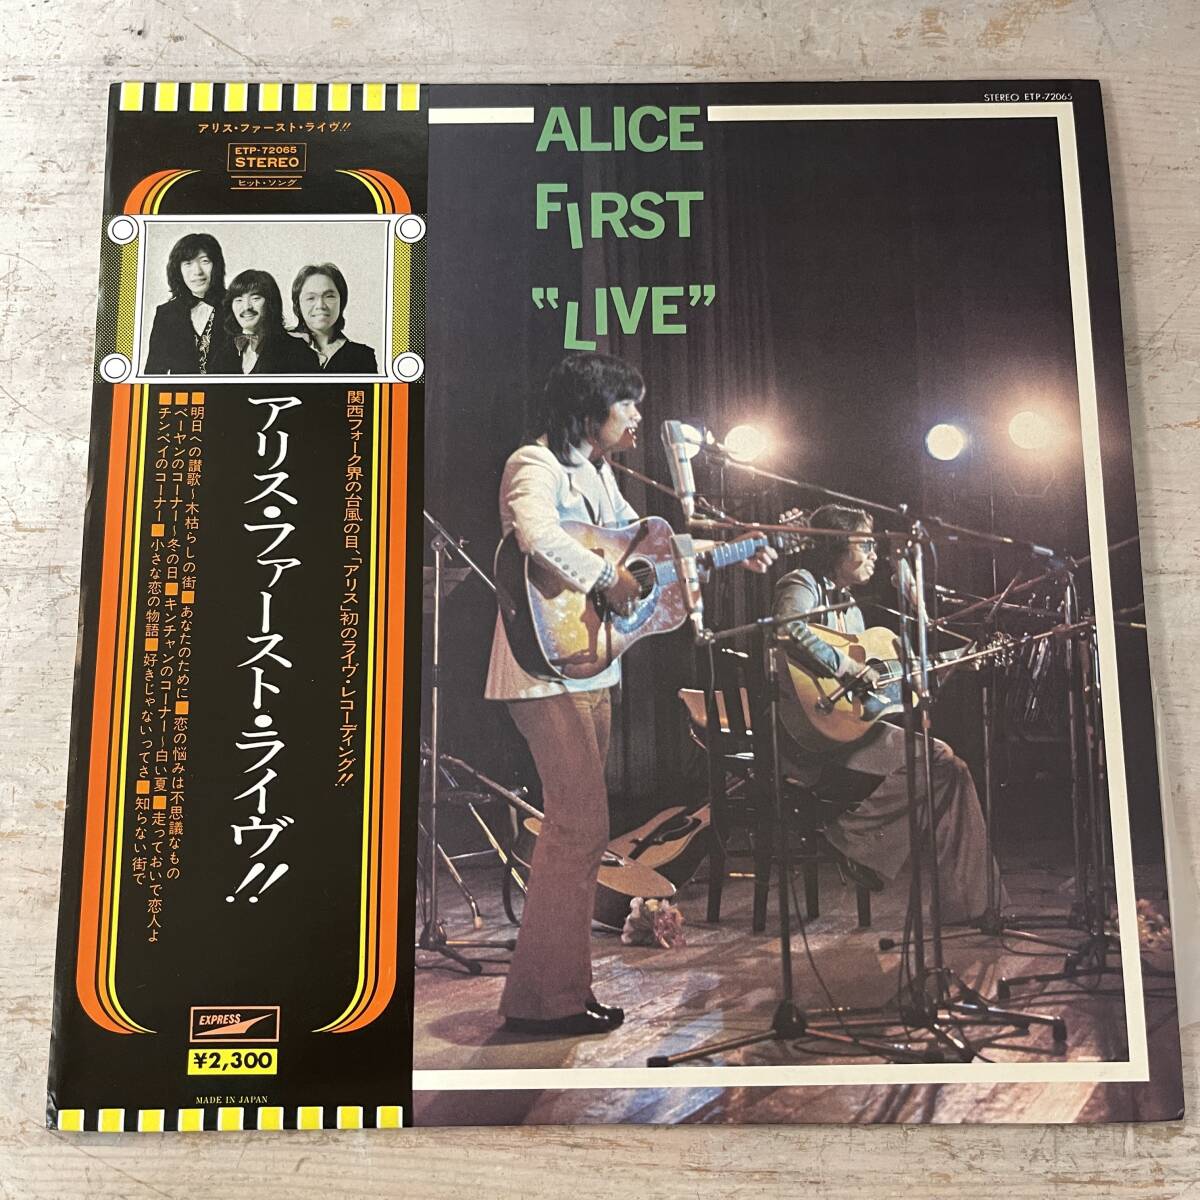 アリス・ファースト・ライヴ!!
ETP-72065
STEREO
ヒット・ソング
関西フォーク界の台風の目、「アリス」初のライヴ・レコーディング!!
アリス・ファースト・ライヴ!!
■明日への讃歌〜木枯らしの街■あなたのために■恋の悩みは不思議なもの
■ベーヤンのコーナー〜冬の日■キンチャンのコーナー〜白い夏■走っておいで恋人よ
■チンペイのコーナー■小さな恋の物語■好きじゃないってさ■知らない街で
EXPRESS
¥2,300
MADE IN JAPAN
STEREO ETP-72065
ALICE
FIRST
“LIVE”